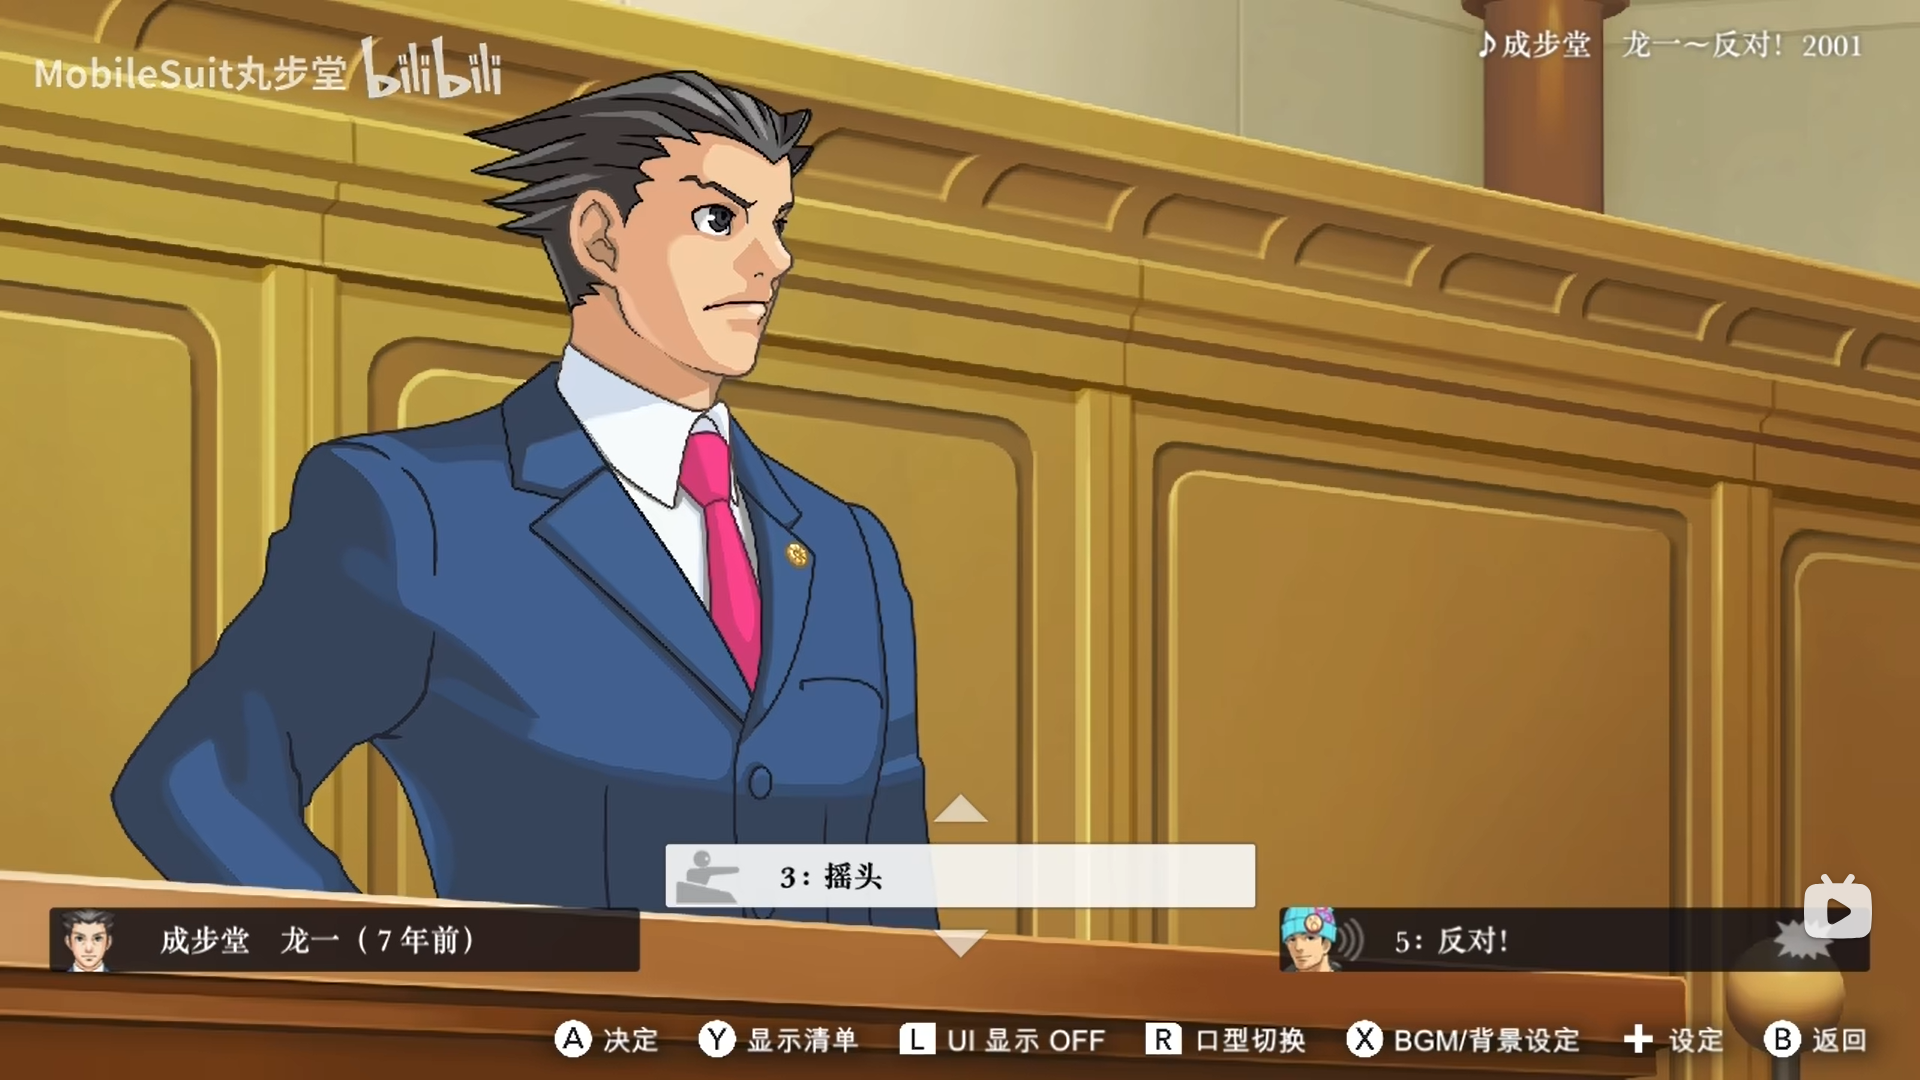 MobileSuit丸步堂 bilibili
♪成步堂　龙一～反对！2001
3：摇头
成步堂　龙一（7年前）
5：反对！
A 决定 Y 显示清单 L UI 显示 OFF R 口型切换 X BGM/背景设定 + 设定 B 返回